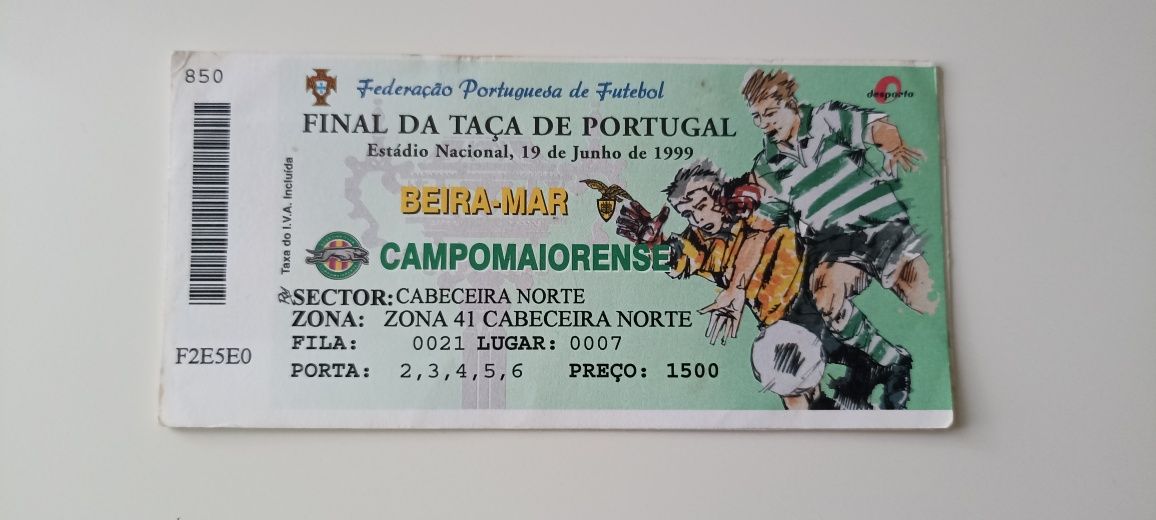 850
Federação Portuguesa de Futebol
desporto
FINAL DA TAÇA DE PORTUGAL
Estádio Nacional, 19 de Junho de 1999
BEIRA-MAR
CAMPOMAIORENSE
Taxa do I.V.A. Incluída
SECTOR: CABECEIRA NORTE
ZONA: ZONA 41 CABECEIRA NORTE
FILA: 0021 LUGAR: 0007
PORTA: 2,3,4,5,6 PREÇO: 1500
F2E5E0